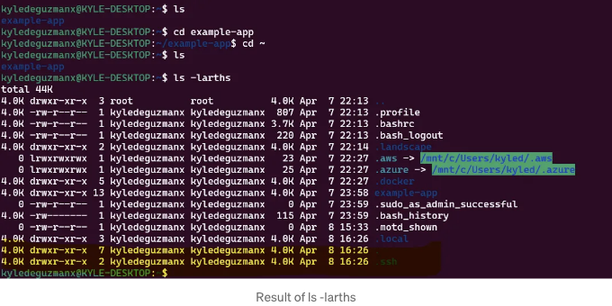 kyledeguzmanx@KYLE-DESKTOP:~$ ls
example-app
kyledeguzmanx@KYLE-DESKTOP:~$ cd example-app
kyledeguzmanx@KYLE-DESKTOP:~/example-app$ cd ~
kyledeguzmanx@KYLE-DESKTOP:~$ ls
example-app
kyledeguzmanx@KYLE-DESKTOP:~$ ls -larths
total 44K
4.0K drwxr-xr-x 3 root root 4.0K Apr 7 22:13 ..
4.0K -rw-r--r-- 1 kyledeguzmanx kyledeguzmanx 807 Apr 7 22:13 .profile
4.0K -rw-r--r-- 1 kyledeguzmanx kyledeguzmanx 3.7K Apr 7 22:13 .bashrc
4.0K -rw-r--r-- 1 kyledeguzmanx kyledeguzmanx 220 Apr 7 22:13 .bash_logout
4.0K drwxr-xr-x 2 kyledeguzmanx kyledeguzmanx 4.0K Apr 7 22:14 .landscape
0 lrwxrwxrwx 1 kyledeguzmanx kyledeguzmanx 23 Apr 7 22:27 .aws -> /mnt/c/Users/kyled/.aws
0 lrwxrwxrwx 1 kyledeguzmanx kyledeguzmanx 25 Apr 7 22:27 .azure -> /mnt/c/Users/kyled/.azure
4.0K drwxr-xr-x 5 kyledeguzmanx kyledeguzmanx 4.0K Apr 7 22:27 .docker
4.0K drwxr-xr-x 13 kyledeguzmanx kyledeguzmanx 4.0K Apr 7 23:58 example-app
0 -rw-r--r-- 1 kyledeguzmanx kyledeguzmanx 0 Apr 7 23:59 .sudo_as_admin_successful
4.0K -rw------- 1 kyledeguzmanx kyledeguzmanx 115 Apr 7 23:59 .bash_history
0 -rw-r--r-- 1 kyledeguzmanx kyledeguzmanx 0 Apr 8 15:33 .motd_shown
4.0K drwxr-xr-x 3 kyledeguzmanx kyledeguzmanx 4.0K Apr 8 16:26 .local
4.0K drwxr-xr-x 7 kyledeguzmanx kyledeguzmanx 4.0K Apr 8 16:26
4.0K drwxr-xr-x 2 kyledeguzmanx kyledeguzmanx 4.0K Apr 8 16:26 .ssh
kyledeguzmanx@KYLE-DESKTOP:~$
Result of ls -larths